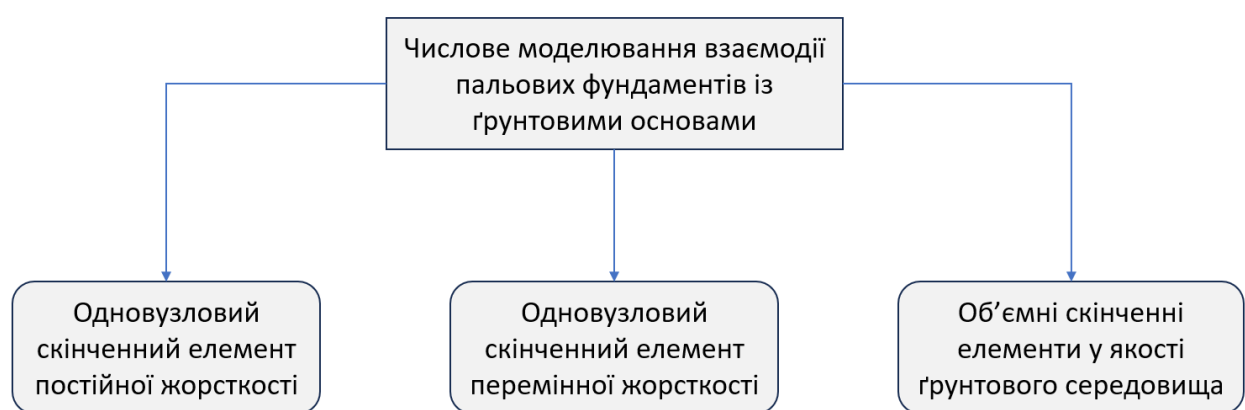 Числове моделювання взаємодії
пальових фундаментів із
ґрунтовими основами
Одновузловий
скінченний елемент
постійної жорсткості
Одновузловий
скінченний елемент
перемінної жорсткості
Об’ємні скінченні
елементи у якості
ґрунтового середовища